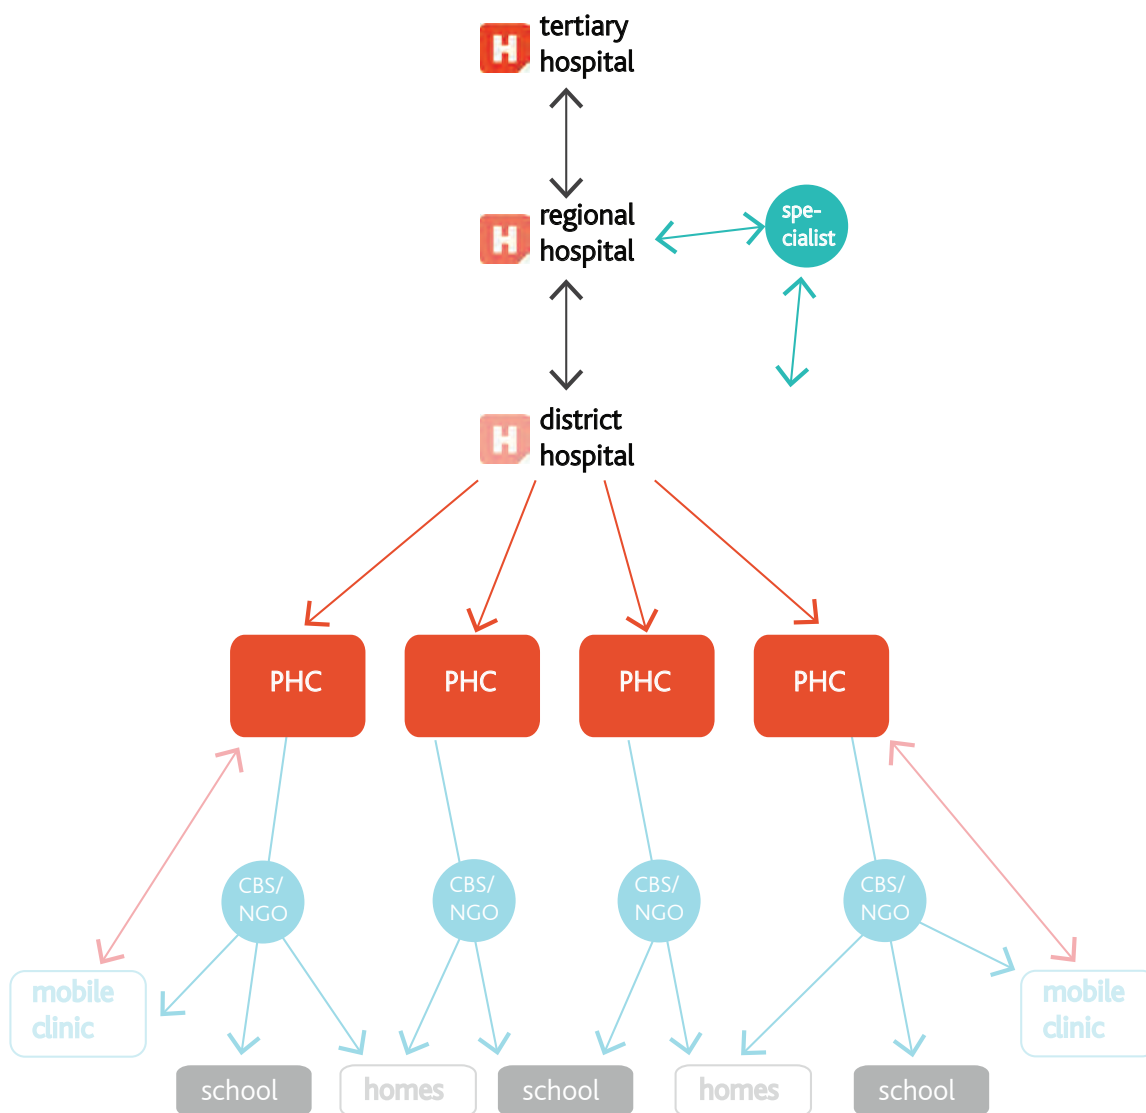 H
tertiary
hospital
H
regional
hospital
spe-
cialist
H
district
hospital
PHC
PHC
PHC
PHC
CBS/
NGO
CBS/
NGO
CBS/
NGO
CBS/
NGO
mobile
clinic
mobile
clinic
school
homes
school
homes
school